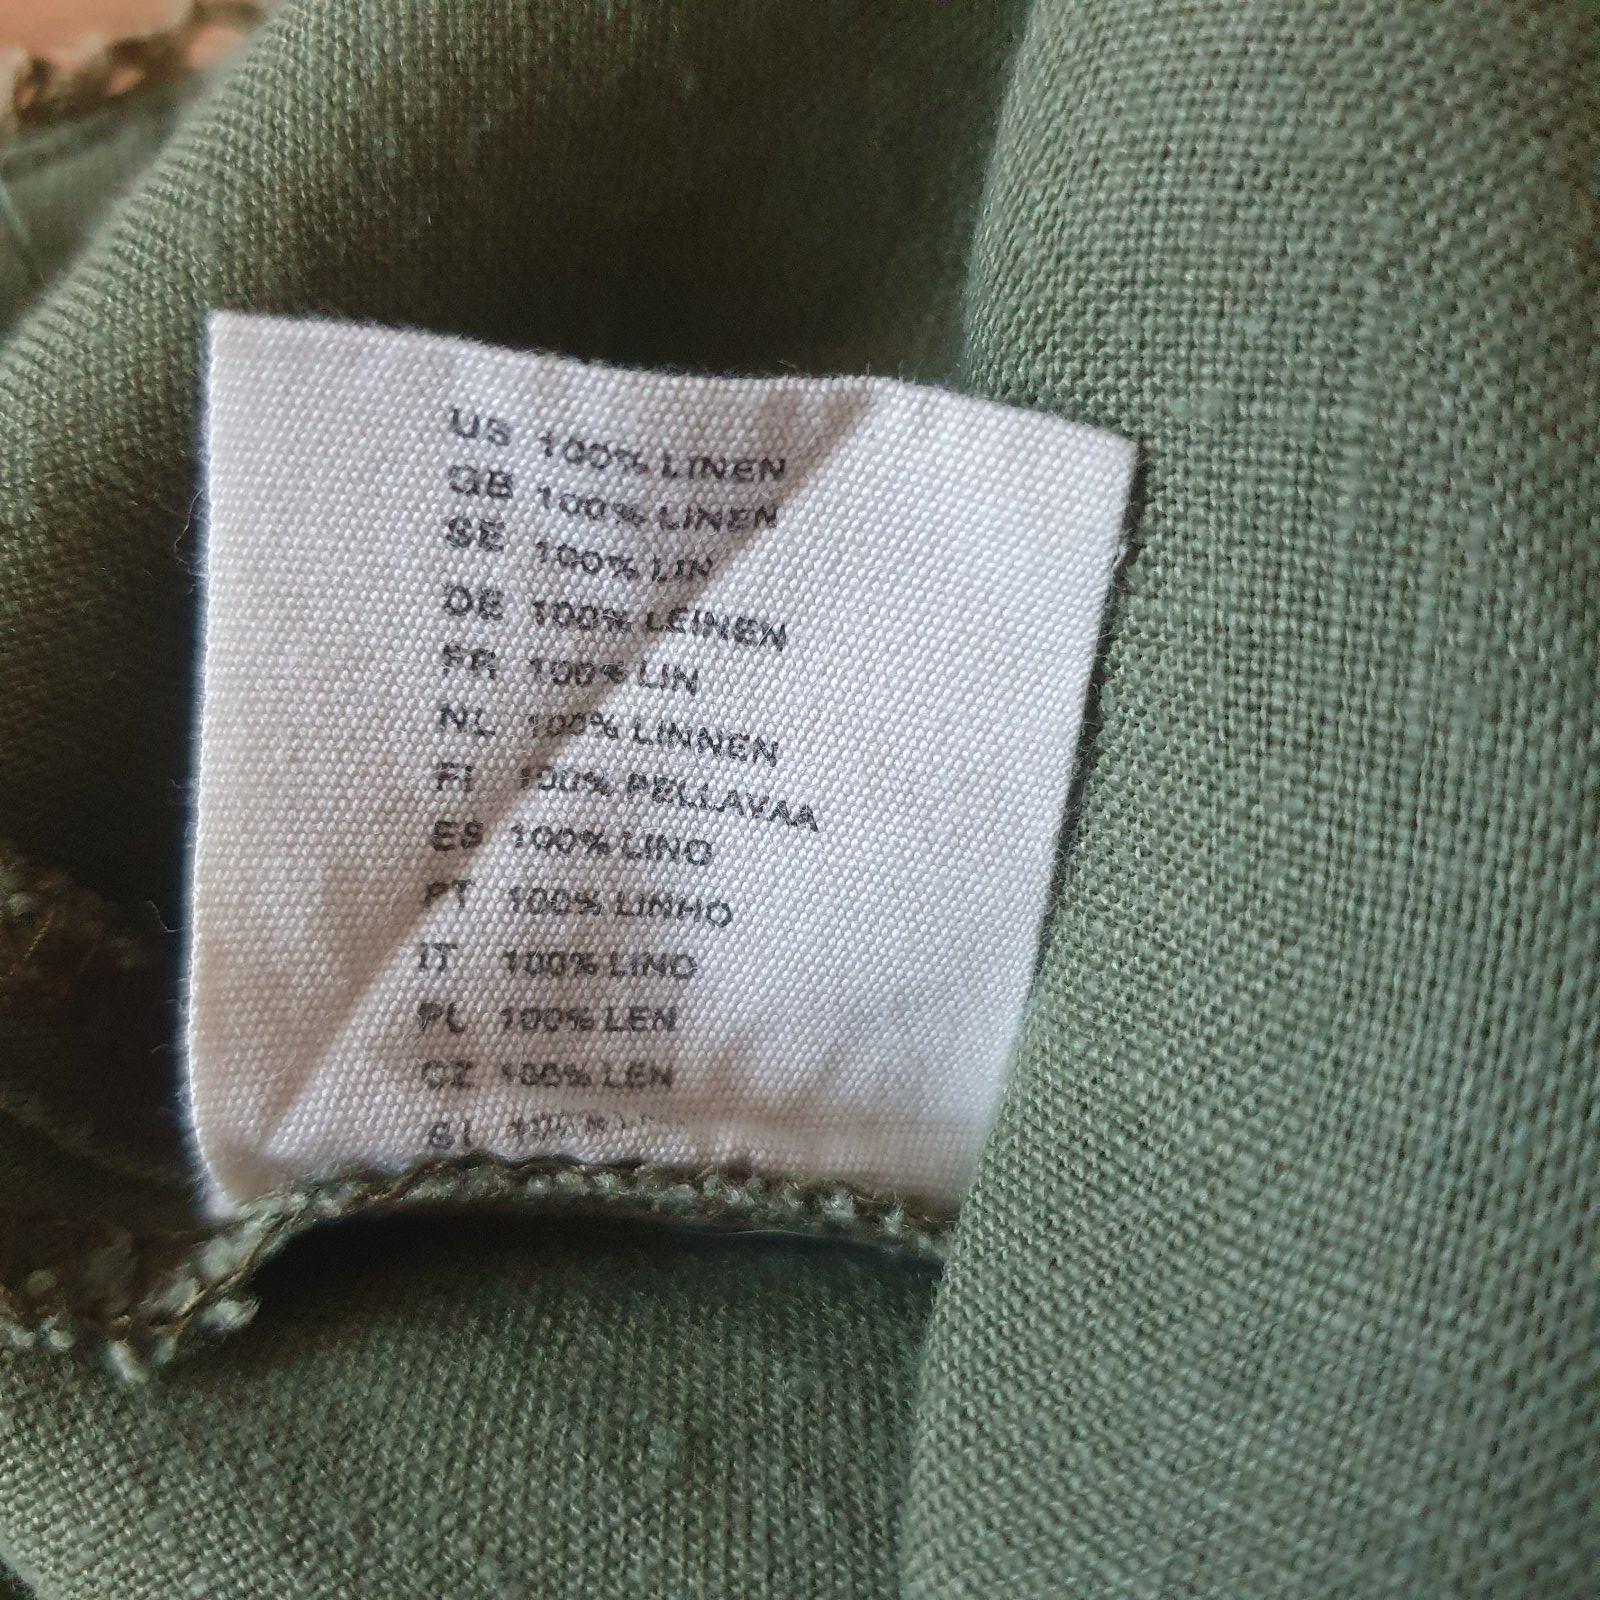 US 100% LINEN
GB 100% LINEN
SE 100% LIN
DE 100% LEINEN
FR 100% LIN
NL 100% LINNEN
FI 100% PELLAVAA
ES 100% LINO
PT 100% LINHO
IT 100% LINO
PL 100% LEN
CZ 100% LEN